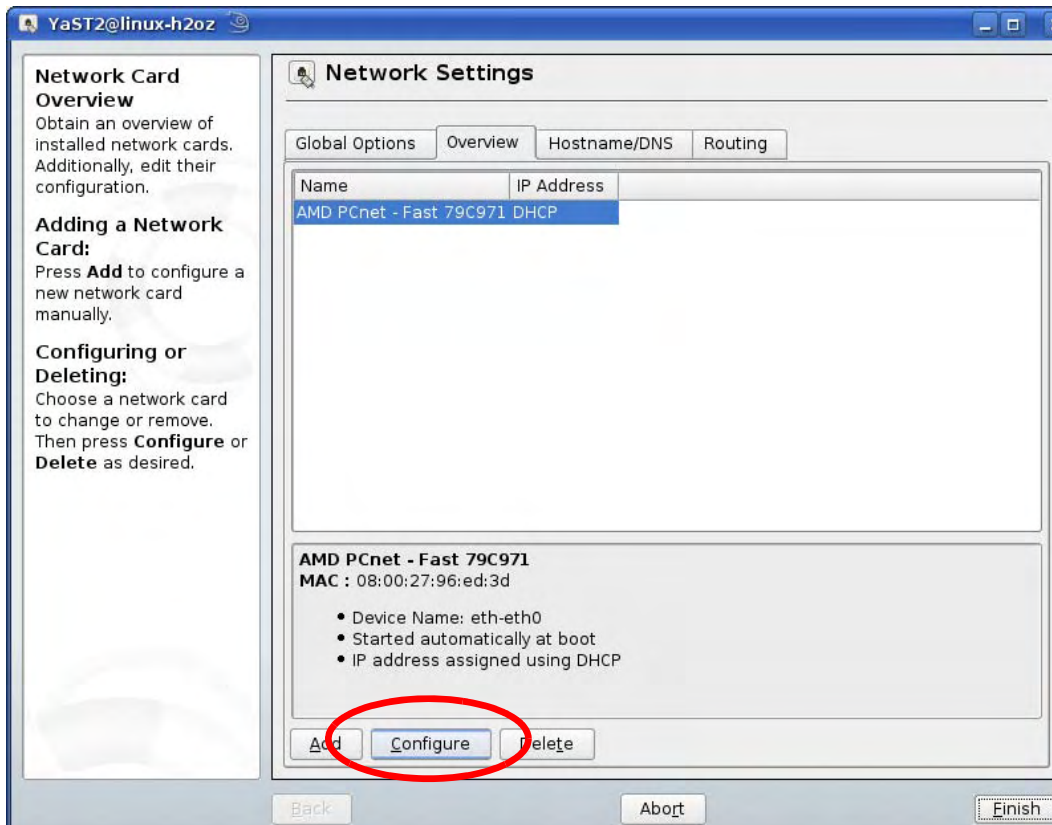 YaST2@linux-h2oz
Network Card
Overview
Obtain an overview of
installed network cards.
Additionally, edit their
configuration.
Adding a Network
Card:
Press Add to configure a
new network card
manually.
Configuring or
Deleting:
Choose a network card
to change or remove.
Then press Configure or
Delete as desired.
Network Settings
Global Options Overview Hostname/DNS Routing
Name IP Address
AMD PCnet - Fast 79C971 DHCP
AMD PCnet - Fast 79C971
MAC : 08:00:27:96:ed:3d
• Device Name: eth-eth0
• Started automatically at boot
• IP address assigned using DHCP
Add Configure Delete
Back Abort Finish